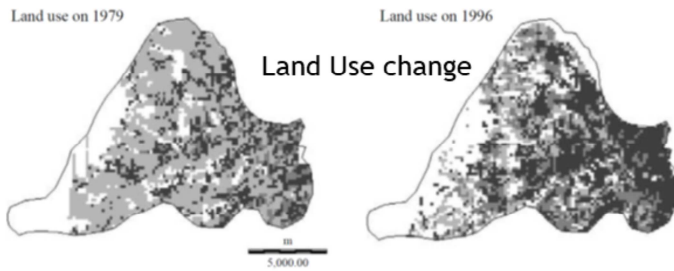 Land use on 1979
Land use on 1996
Land Use change
m
5,000.00